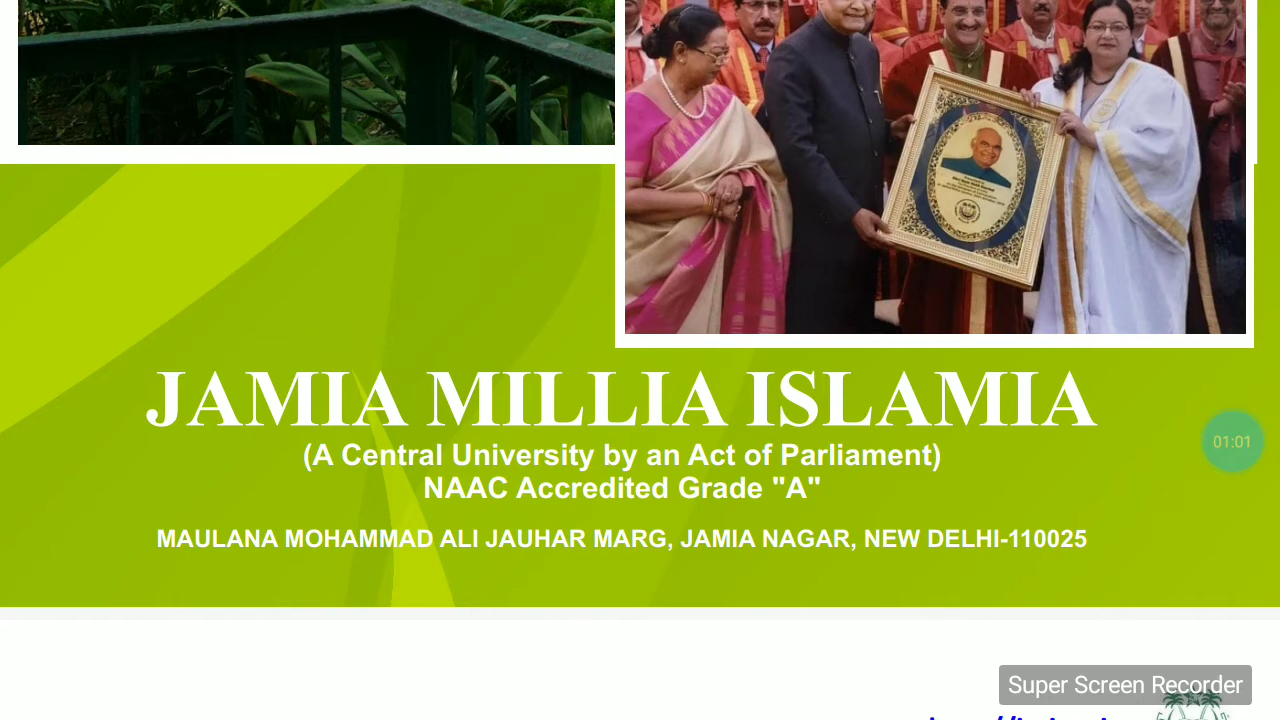 JAMIA MILLIA ISLAMIA
(A Central University by an Act of Parliament)
NAAC Accredited Grade "A"
MAULANA MOHAMMAD ALI JAUHAR MARG, JAMIA NAGAR, NEW DELHI-110025
01:01
Super Screen Recorder